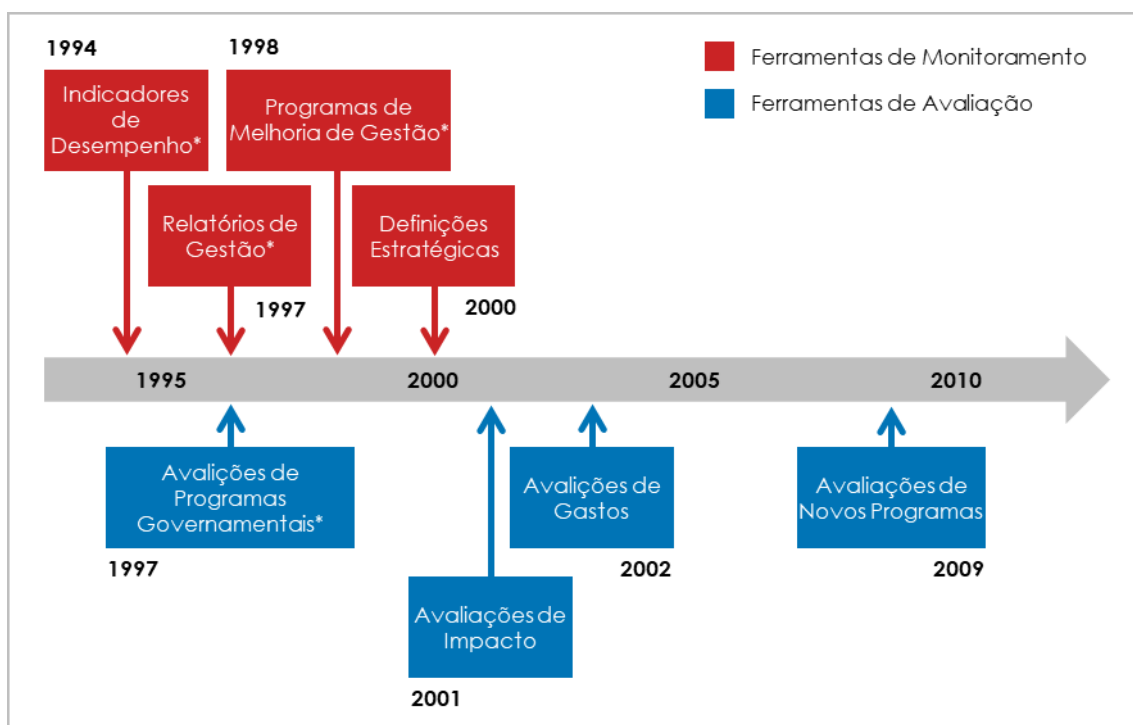 1994
Indicadores
de
Desempenho*
1998
Programas de
Melhoria de Gestão*
Ferramentas de Monitoramento
Ferramentas de Avaliação
Relatórios de
Gestão*
1997
Definições
Estratégicas
2000
1995
2000
2005
2010
Avalições de
Programas
Governamentais*
1997
Avaliações de
Impacto
2001
Avalições de
Gastos
2002
Avaliações de
Novos Programas
2009